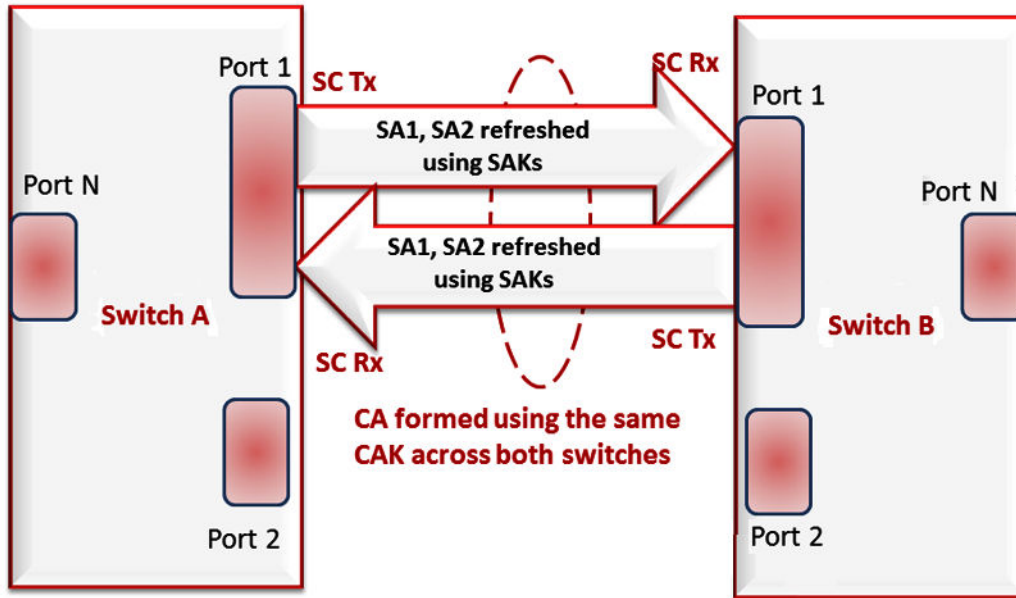 Port 1
SC Tx
SC Rx
Port 1
SA1, SA2 refreshed
using SAKs
Port N
Port N
SA1, SA2 refreshed
using SAKs
Switch A
Switch B
SC Rx
SC Tx
CA formed using the same
CAK across both switches
Port 2
Port 2